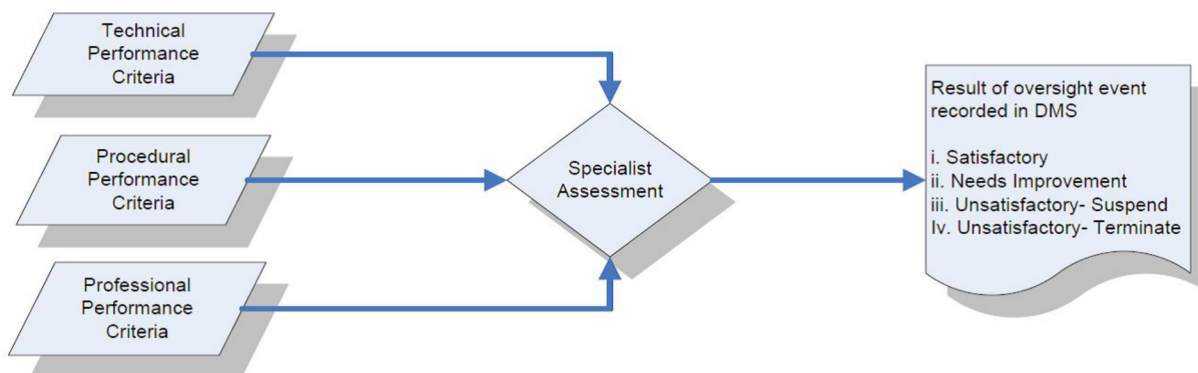 Technical
Performance
Criteria
Procedural
Performance
Criteria
Professional
Performance
Criteria
Specialist
Assessment
Result of oversight event
recorded in DMS
i. Satisfactory
ii. Needs Improvement
iii. Unsatisfactory- Suspend
Iv. Unsatisfactory- Terminate